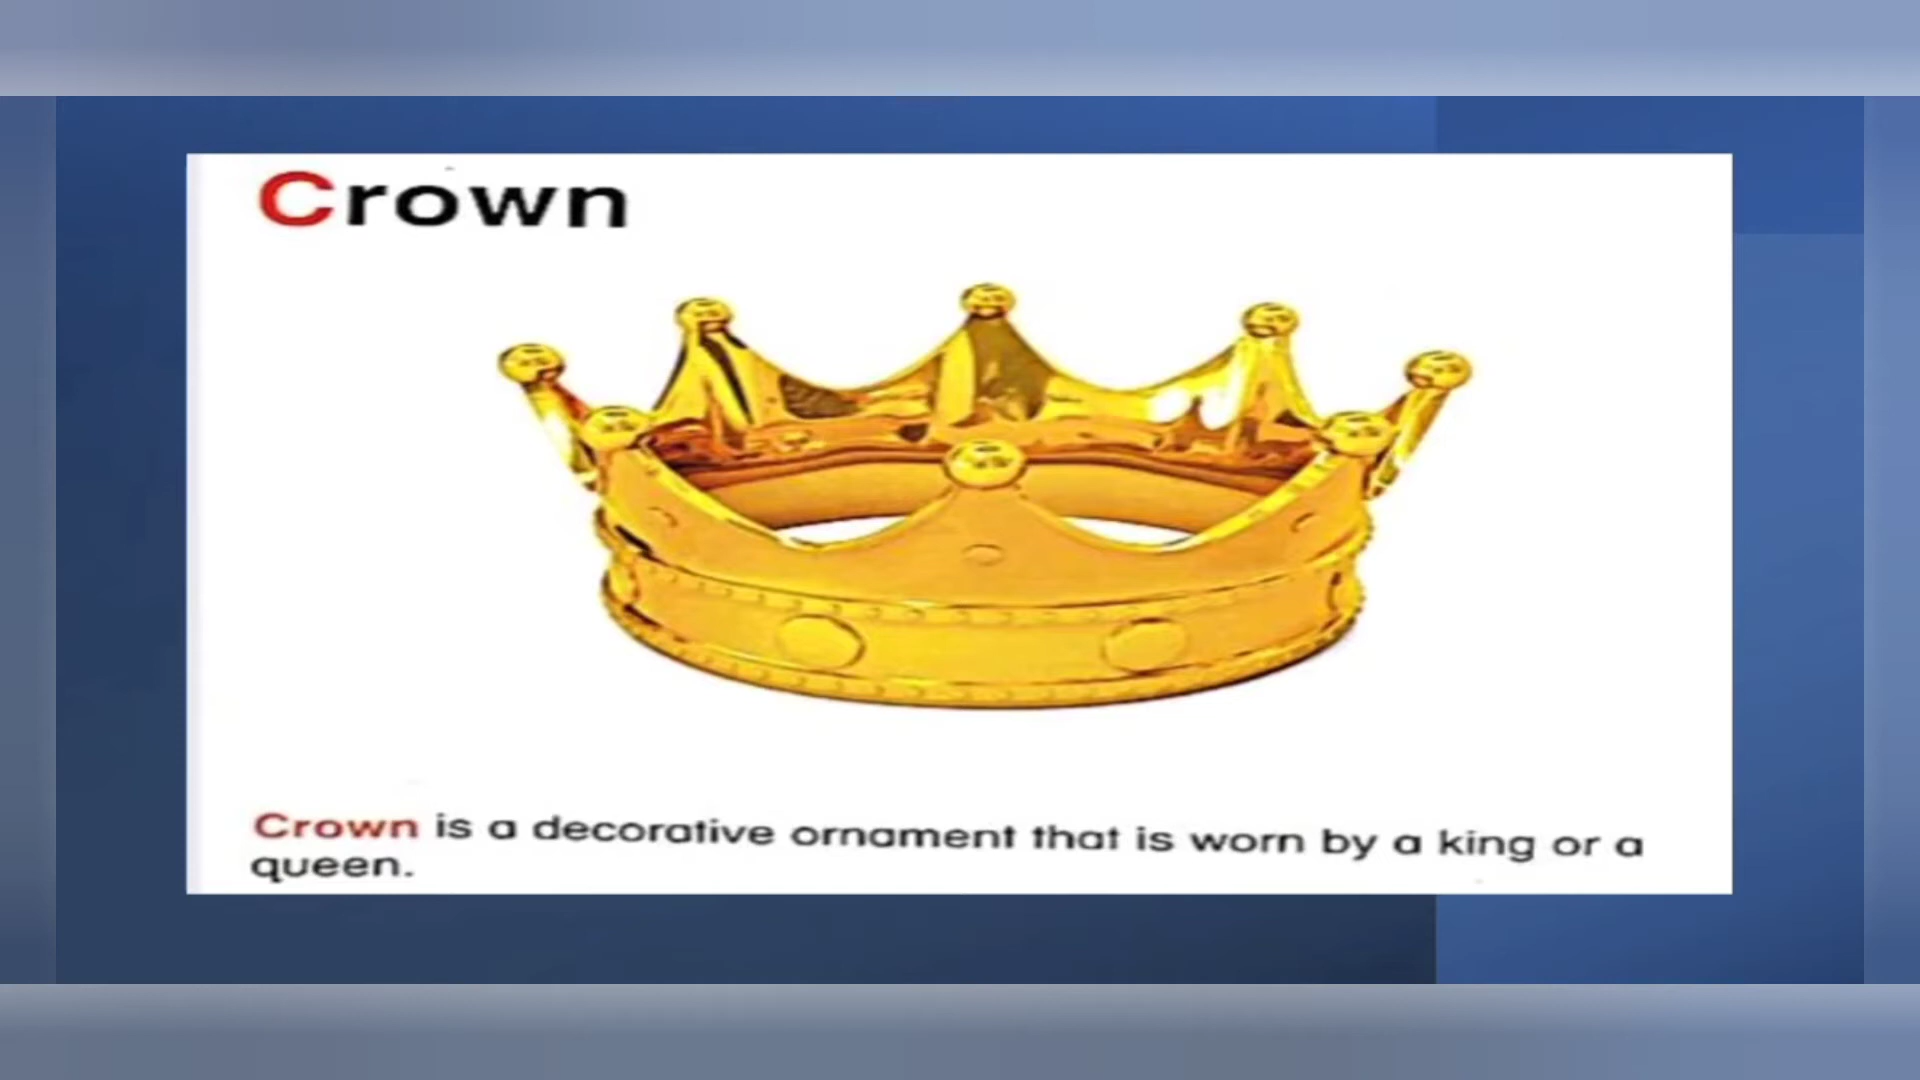 Crown
Crown is a decorative ornament that is worn by a king or a
queen.